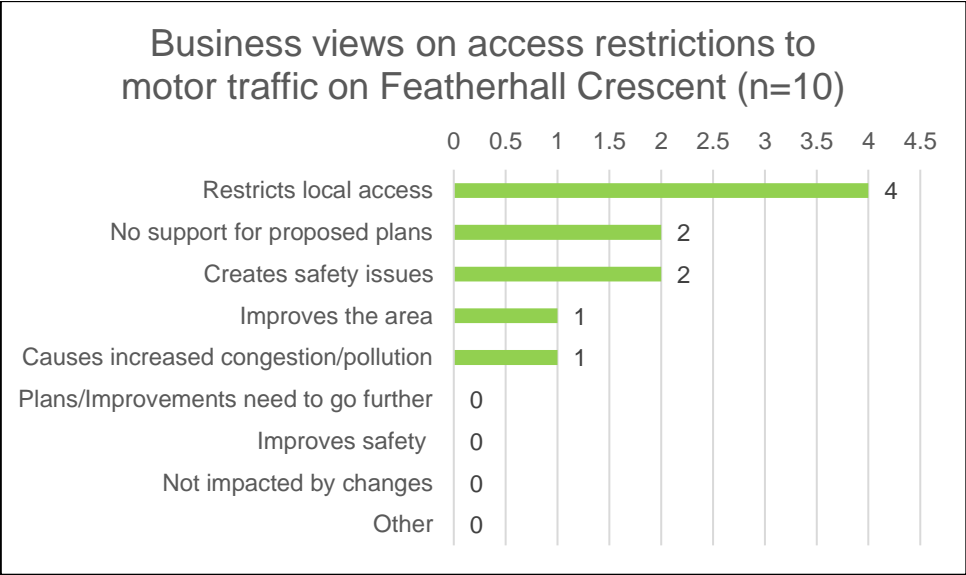 Business views on access restrictions to
motor traffic on Featherhall Crescent (n=10)
0 0.5 1 1.5 2 2.5 3 3.5 4 4.5
Restricts local access 4
No support for proposed plans 2
Creates safety issues 2
Improves the area 1
Causes increased congestion/pollution 1
Plans/Improvements need to go further 0
Improves safety 0
Not impacted by changes 0
Other 0